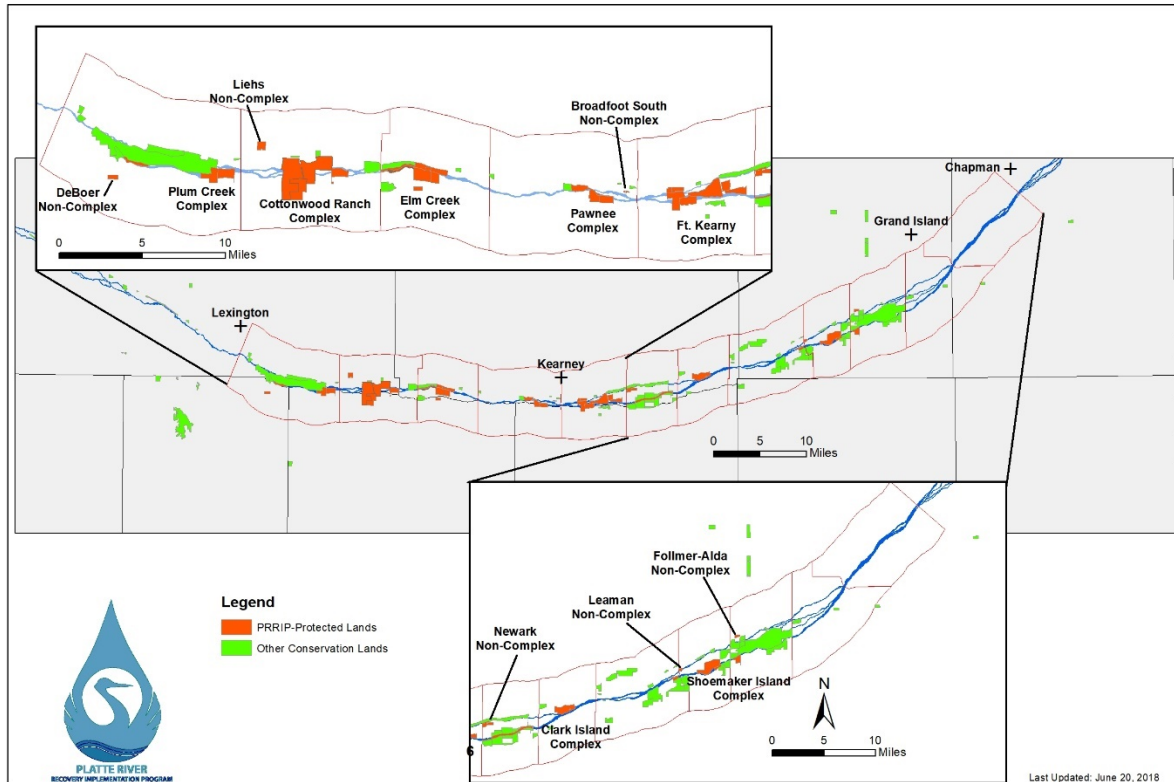 Liehs
Non-Complex
Broadfoot South
Non-Complex
DeBoer
Non-Complex
Plum Creek
Complex
Cottonwood Ranch
Complex
Elm Creek
Complex
Pawnee
Complex
Ft. Kearny
Complex
0 5 10
Miles
Chapman
Grand Island
Lexington
Kearney
0 5 10
Miles
Follmer-Alda
Non-Complex
Leaman
Non-Complex
Newark
Non-Complex
Shoemaker Island
Complex
Clark Island
Complex
6
N
0 5 10
Miles
Legend
PRRIP-Protected Lands
Other Conservation Lands
PLATTE RIVER
RECOVERY IMPLEMENTATION PROGRAM
Last Updated: June 20, 2018